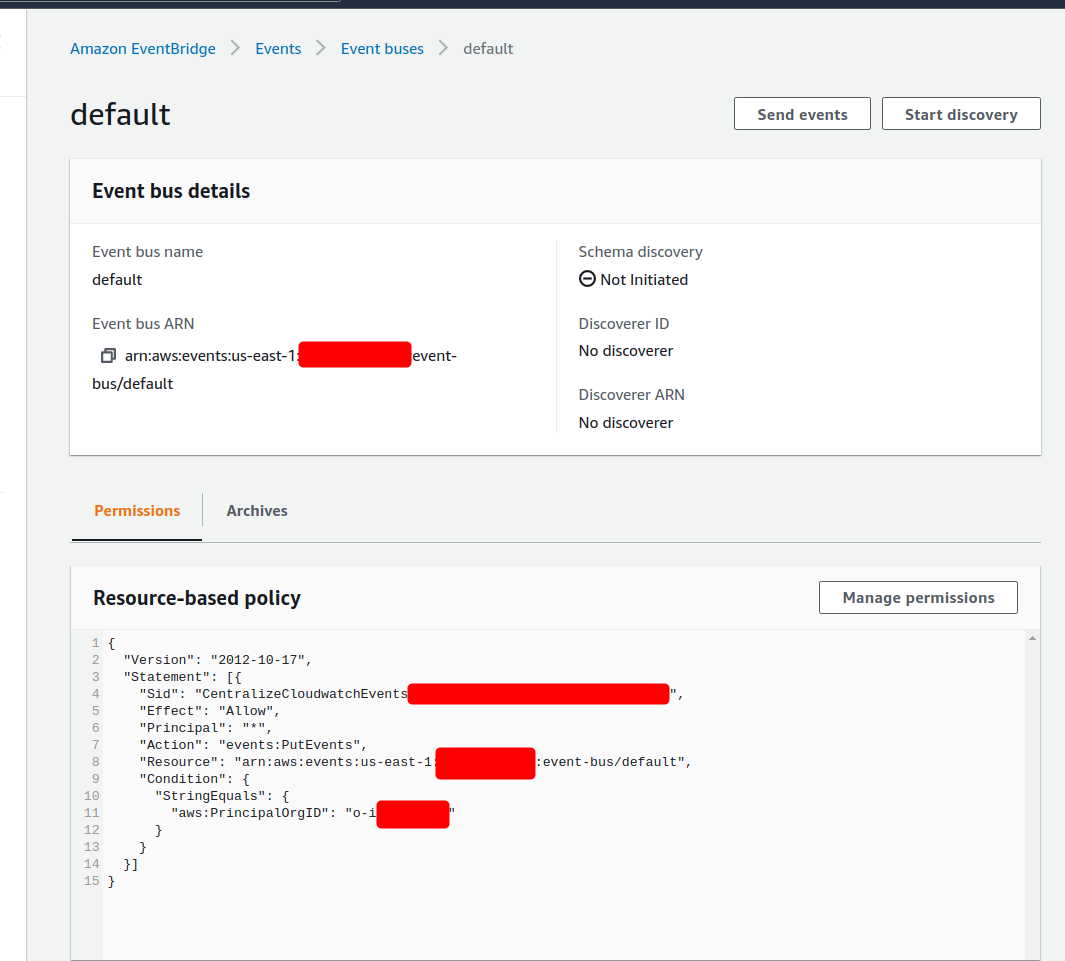 Amazon EventBridge > Events > Event buses > default
default
Send events
Start discovery
Event bus details
Event bus name
default
Event bus ARN
arn:aws:events:us-east-1: event-
bus/default
Schema discovery
Not Initiated
Discoverer ID
No discoverer
Discoverer ARN
No discoverer
Permissions
Archives
Resource-based policy
Manage permissions
1 {
2   "Version": "2012-10-17",
3   "Statement": [{
4     "Sid": "CentralizeCloudwatchEvents ",
5     "Effect": "Allow",
6     "Principal": "*",
7     "Action": "events:PutEvents",
8     "Resource": "arn:aws:events:us-east-1: :event-bus/default",
9     "Condition": {
10       "StringEquals": {
11         "aws:PrincipalOrgID": "o-i "
12       }
13     }
14   }]
15 }